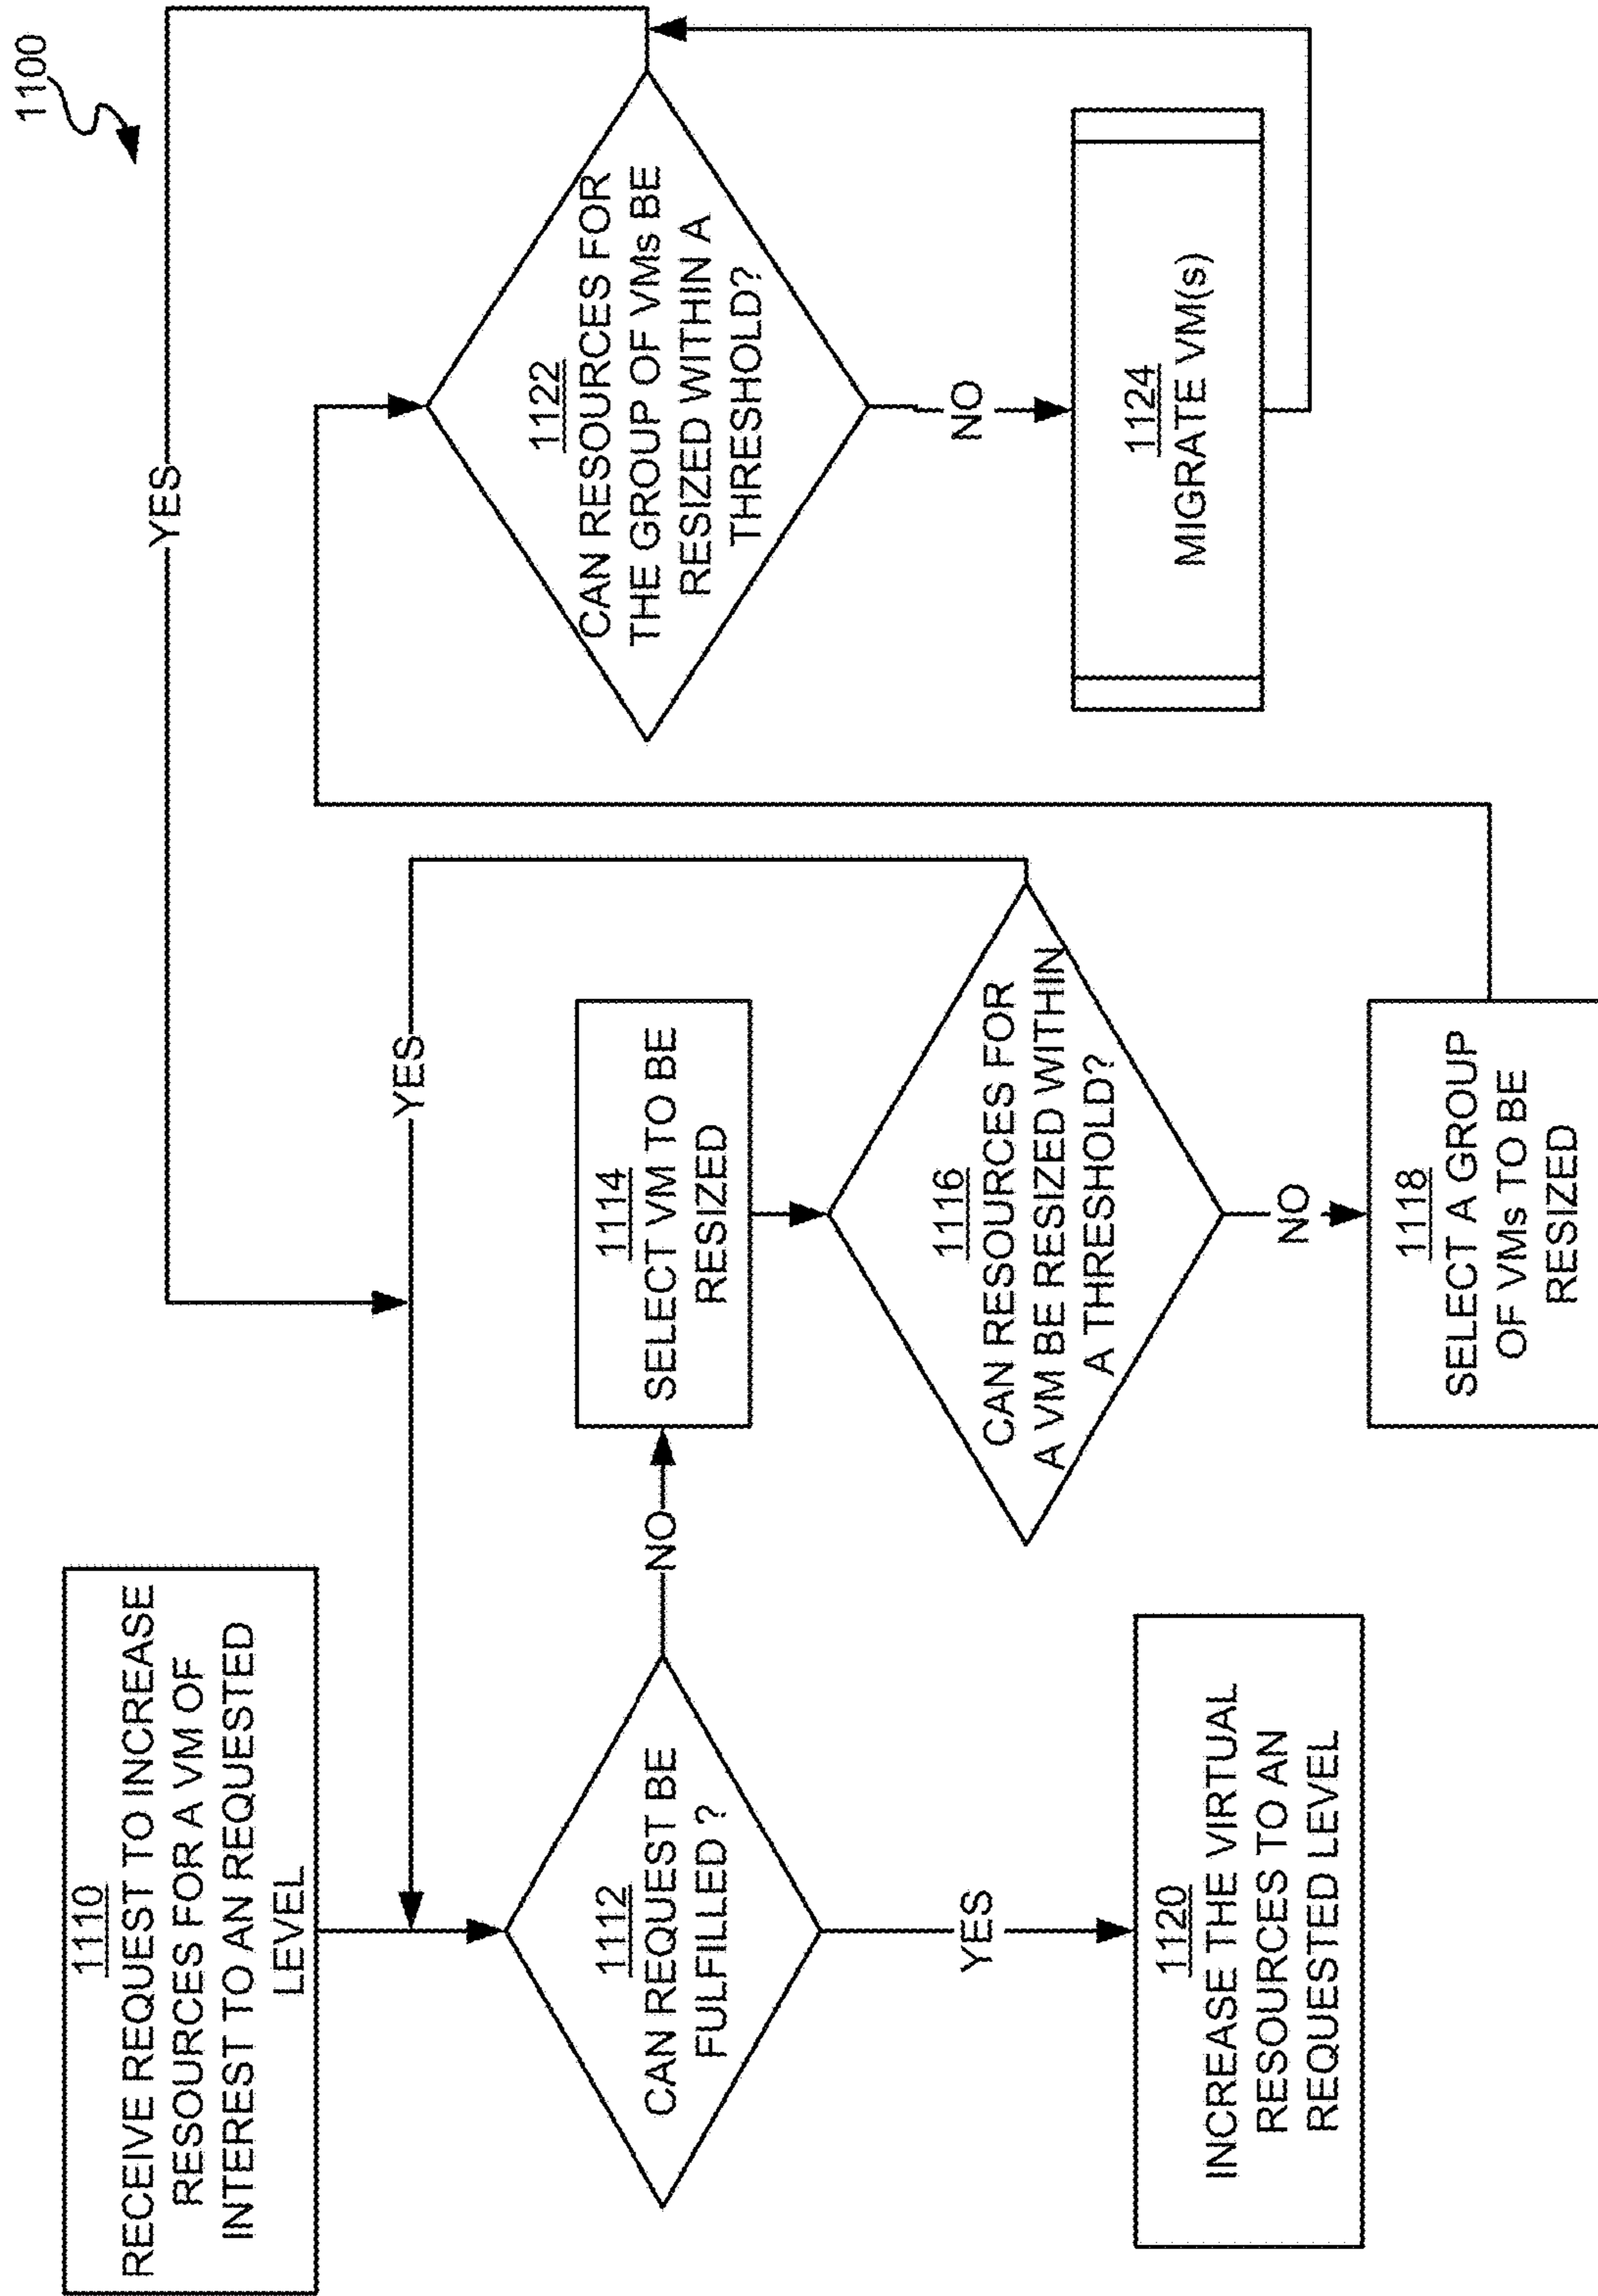 1100
1110
RECEIVE REQUEST TO INCREASE
RESOURCES FOR A VM OF
INTEREST TO AN REQUESTED
LEVEL
1112
CAN REQUEST BE
FULFILLED ?
YES
1120
INCREASE THE VIRTUAL
RESOURCES TO AN
REQUESTED LEVEL
NO
1114
SELECT VM TO BE
RESIZED
1116
CAN RESOURCES FOR
A VM BE RESIZED WITHIN
A THRESHOLD?
YES
NO
1118
SELECT A GROUP
OF VMs TO BE
RESIZED
1122
CAN RESOURCES FOR
THE GROUP OF VMs BE
RESIZED WITHIN A
THRESHOLD?
YES
NO
1124
MIGRATE VM(s)